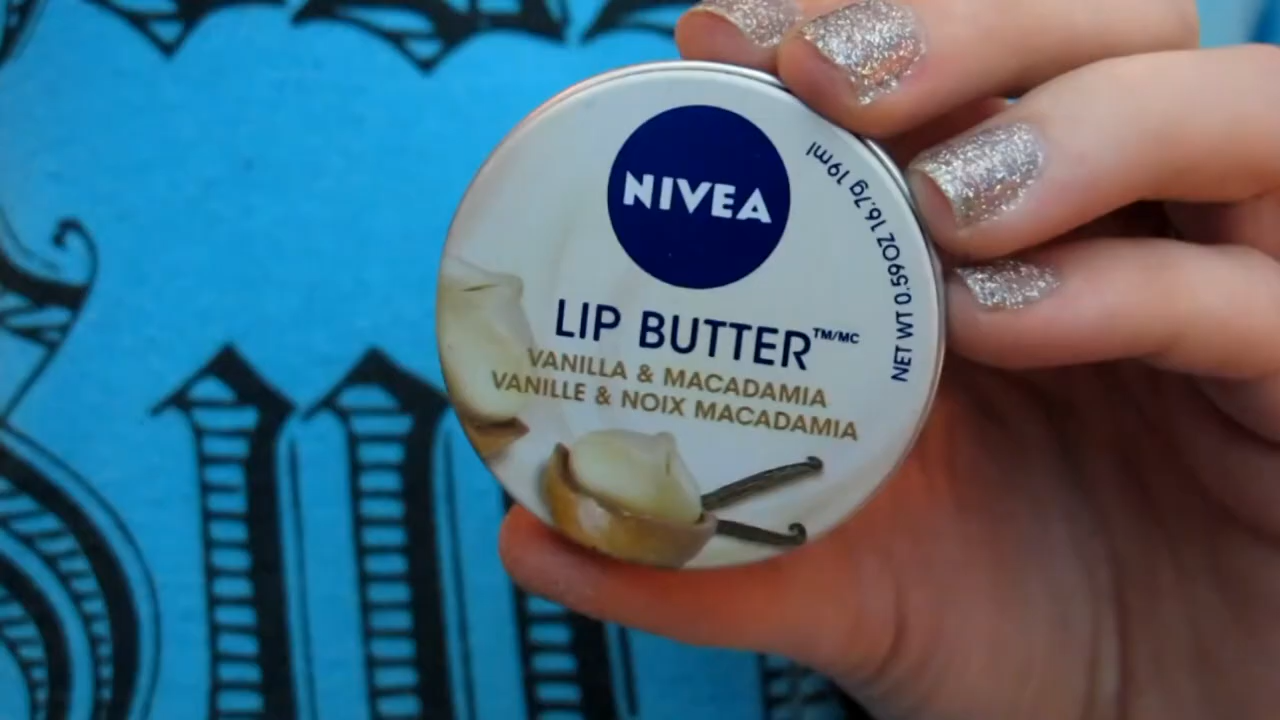 NIVEA
LIP BUTTER™/MC
VANILLA & MACADAMIA
VANILLE & NOIX MACADAMIA
NET WT 0.59OZ 16.7g 19ml